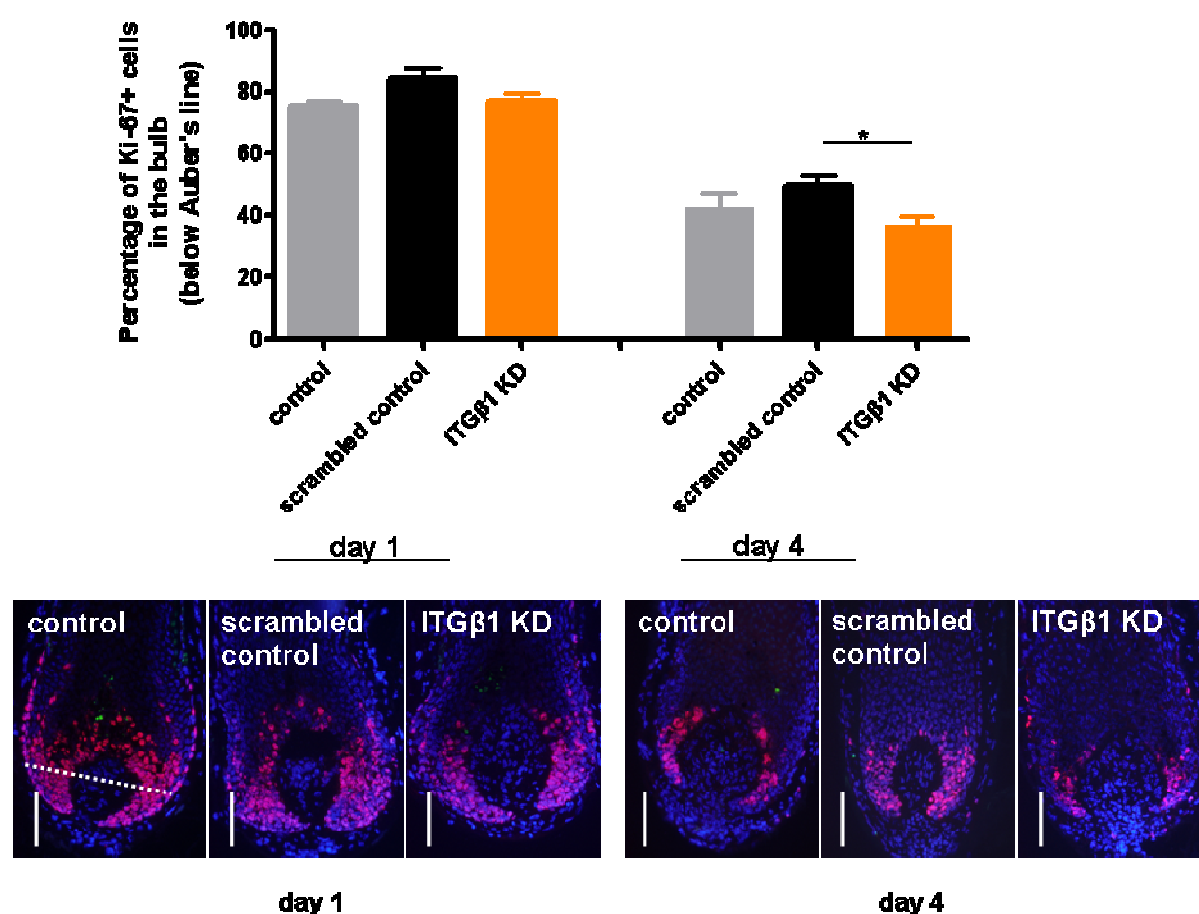 Percentage of Ki-67+ cells
in the bulb
(below Auber's line)
100
80
60
40
20
0
*
control
scrambled control
ITGβ1 KD
control
scrambled control
ITGβ1 KD
day 1
day 4
control
scrambled
control
ITGβ1 KD
control
scrambled
control
ITGβ1 KD
day 1
day 4